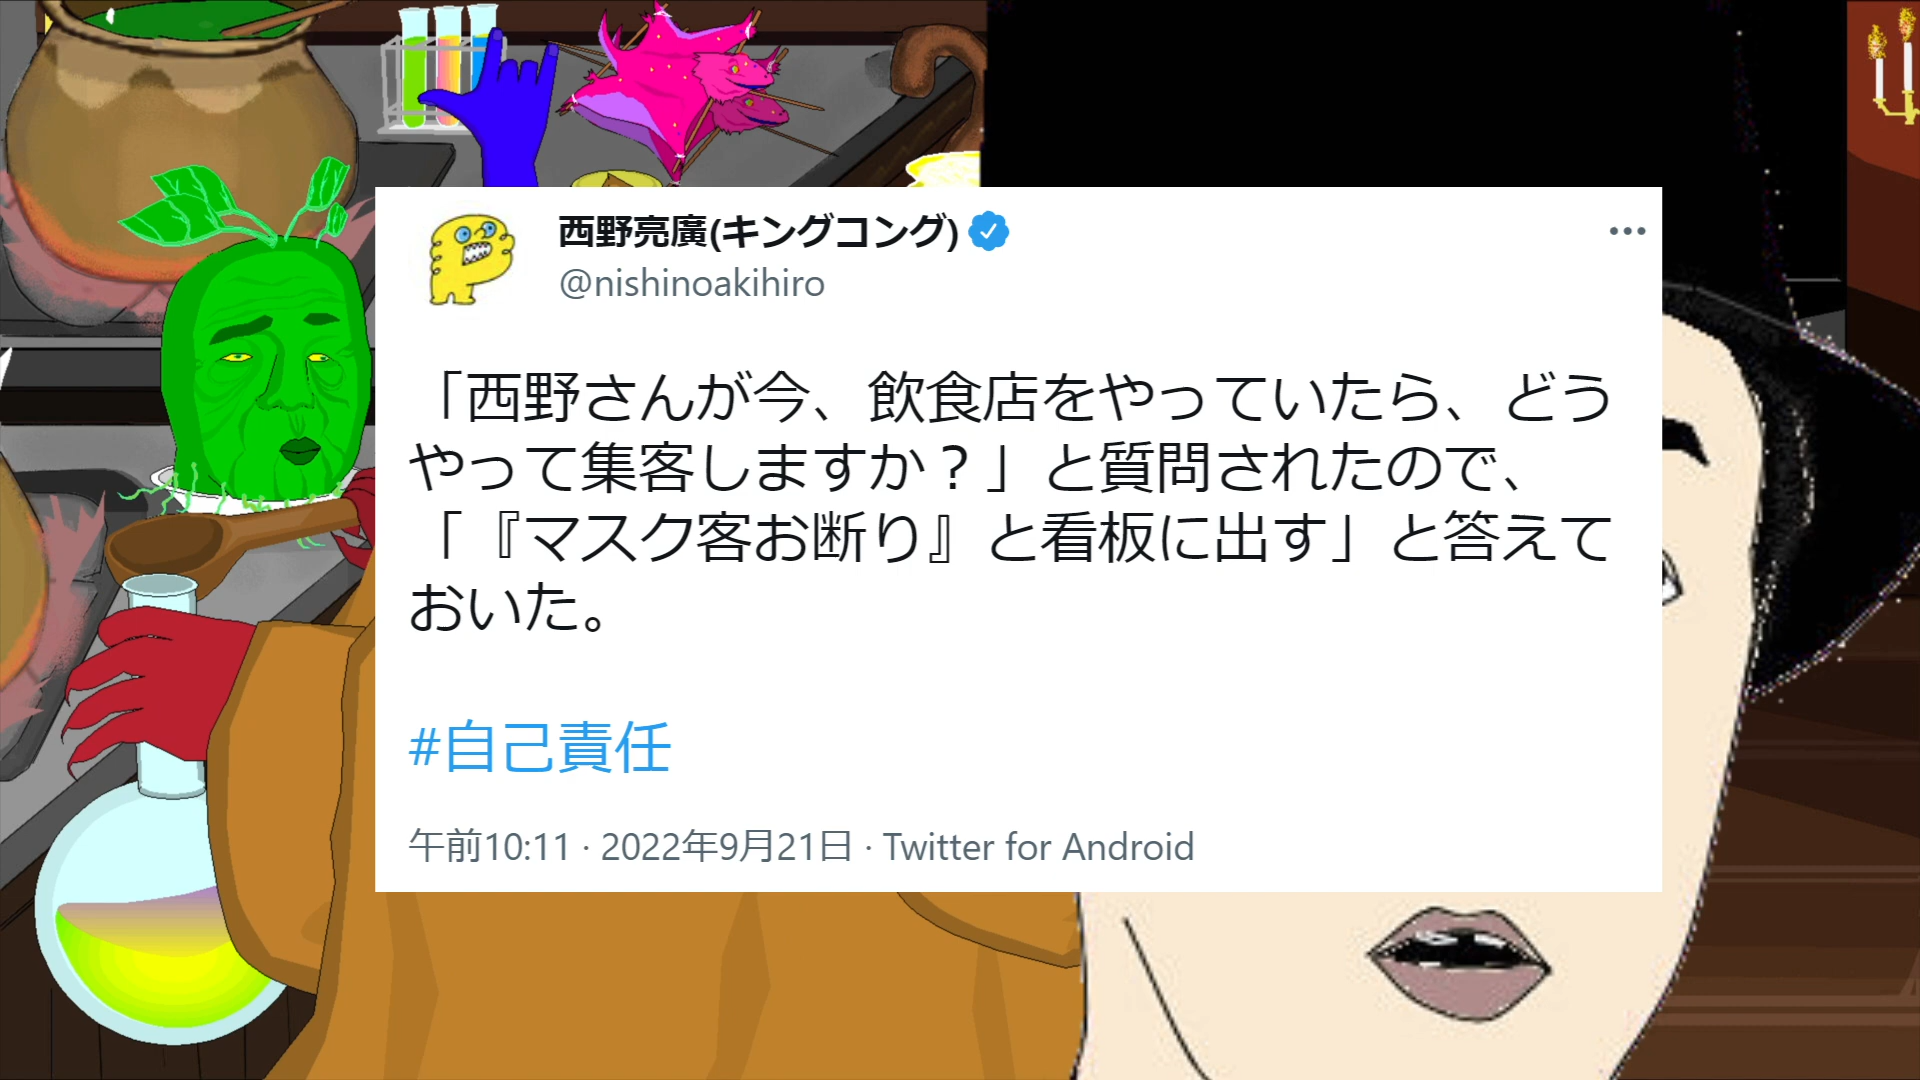 西野亮廣(キングコング)
@nishinoakihiro
「西野さんが今、飲食店をやっていたら、どう
やって集客しますか？」と質問されたので、
「『マスク客お断り』と看板に出す」と答えて
おいた。
#自己責任
午前10:11 · 2022年9月21日 · Twitter for Android